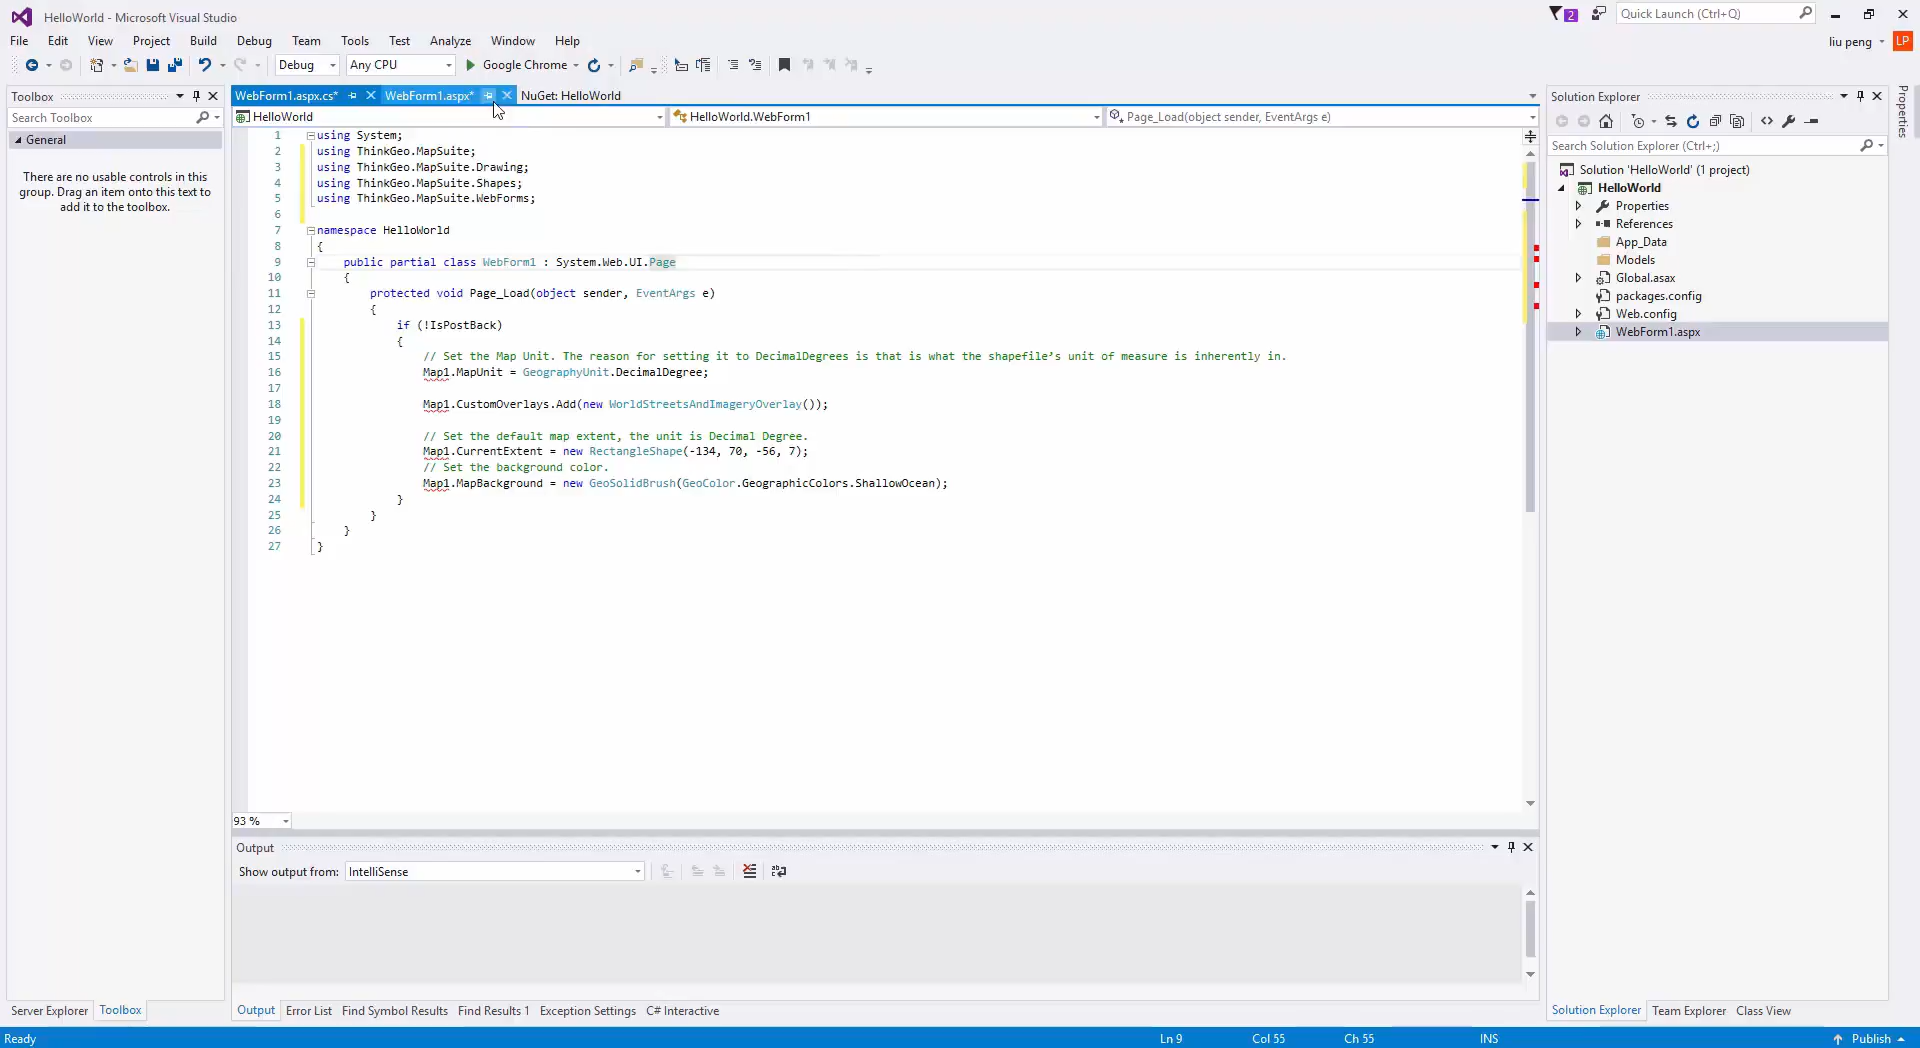 HelloWorld - Microsoft Visual Studio
2
Quick Launch (Ctrl+Q)
File Edit View Project Build Debug Team Tools Test Analyze Window Help
liu peng LP
Debug Any CPU Google Chrome
Toolbox
Search Toolbox
General
There are no usable controls in this
group. Drag an item onto this text to
add it to the toolbox.
WebForm1.aspx.cs* WebForm1.aspx* NuGet: HelloWorld
HelloWorld HelloWorld.WebForm1 Page_Load(object sender, EventArgs e)
1 using System;
2 using ThinkGeo.MapSuite;
3 using ThinkGeo.MapSuite.Drawing;
4 using ThinkGeo.MapSuite.Shapes;
5 using ThinkGeo.MapSuite.WebForms;
6
7 namespace HelloWorld
8 {
9 public partial class WebForm1 : System.Web.UI.Page
10 {
11 protected void Page_Load(object sender, EventArgs e)
12 {
13 if (!IsPostBack)
14 {
15 // Set the Map Unit. The reason for setting it to DecimalDegrees is that is what the shapefile’s unit of measure is inherently in.
16 Map1.MapUnit = GeographyUnit.DecimalDegree;
17
18 Map1.CustomOverlays.Add(new WorldStreetsAndImageryOverlay());
19
20 // Set the default map extent, the unit is Decimal Degree.
21 Map1.CurrentExtent = new RectangleShape(-134, 70, -56, 7);
22 // Set the background color.
23 Map1.MapBackground = new GeoSolidBrush(GeoColor.GeographicColors.ShallowOcean);
24 }
25 }
26 }
27 }
93 %
Output
Show output from: IntelliSense
Solution Explorer
Search Solution Explorer (Ctrl+;)
Solution 'HelloWorld' (1 project)
HelloWorld
Properties
References
App_Data
Models
Global.asax
packages.config
Web.config
WebForm1.aspx
Properties
Server Explorer Toolbox
Output Error List Find Symbol Results Find Results 1 Exception Settings C# Interactive
Solution Explorer Team Explorer Class View
Ready Ln 9 Col 55 Ch 55 INS Publish